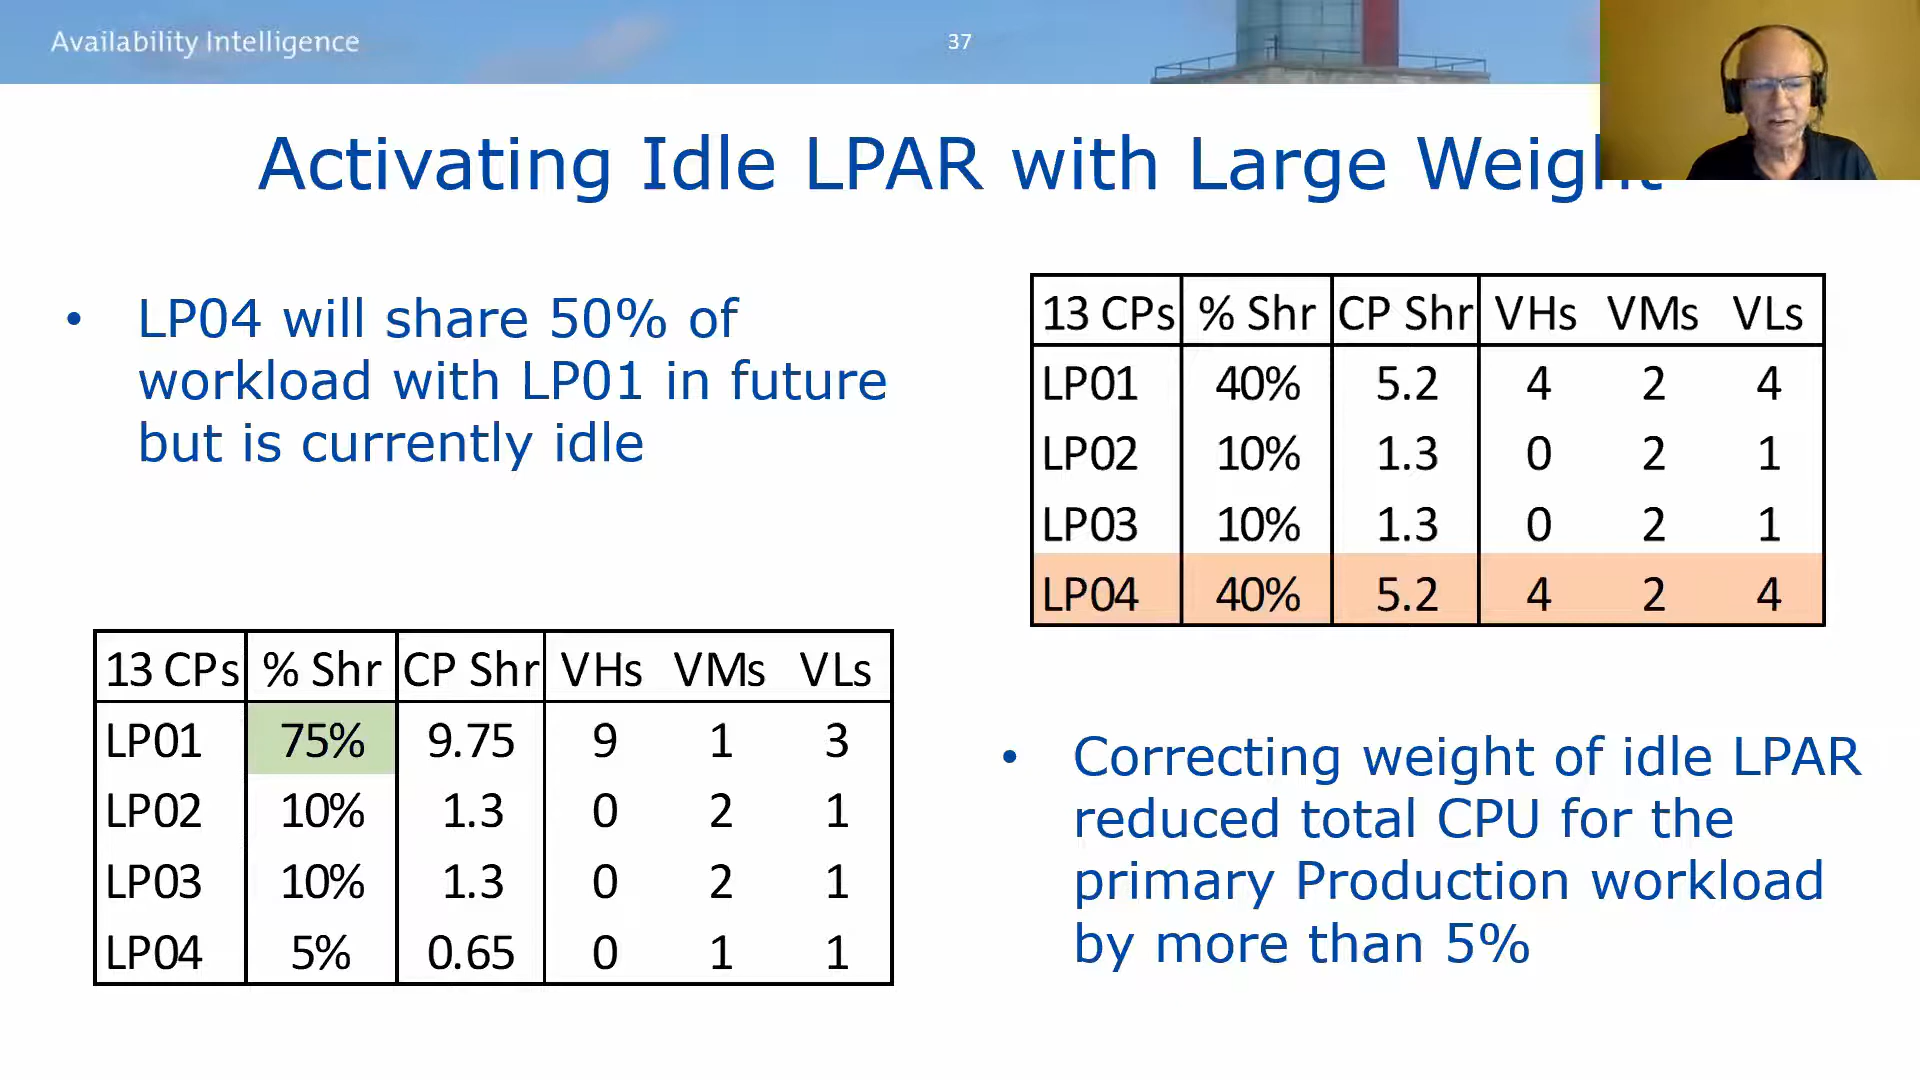 Availability Intelligence
37
Activating Idle LPAR with Large Weight
• LP04 will share 50% of
workload with LP01 in future
but is currently idle
13 CPs % Shr CP Shr VHs VMs VLs
LP01 40% 5.2 4 2 4
LP02 10% 1.3 0 2 1
LP03 10% 1.3 0 2 1
LP04 40% 5.2 4 2 4
13 CPs % Shr CP Shr VHs VMs VLs
LP01 75% 9.75 9 1 3
LP02 10% 1.3 0 2 1
LP03 10% 1.3 0 2 1
LP04 5% 0.65 0 1 1
• Correcting weight of idle LPAR
reduced total CPU for the
primary Production workload
by more than 5%